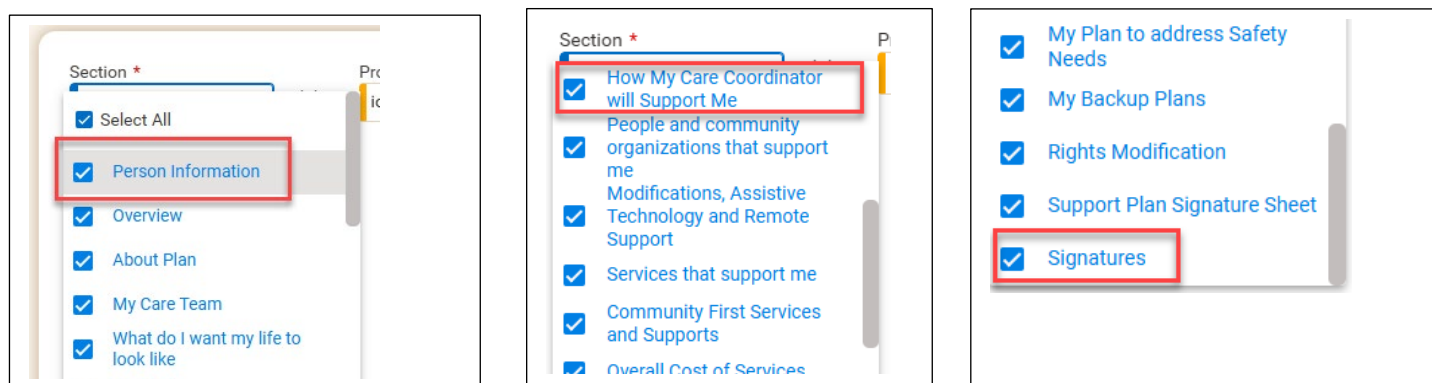 Section *
Pro
ic
Select All
Person Information
Overview
About Plan
My Care Team
What do I want my life to
look like
Section *
P
How My Care Coordinator
will Support Me
People and community
organizations that support
me
Modifications, Assistive
Technology and Remote
Support
Services that support me
Community First Services
and Supports
Overall Cost of Services
My Plan to address Safety
Needs
My Backup Plans
Rights Modification
Support Plan Signature Sheet
Signatures